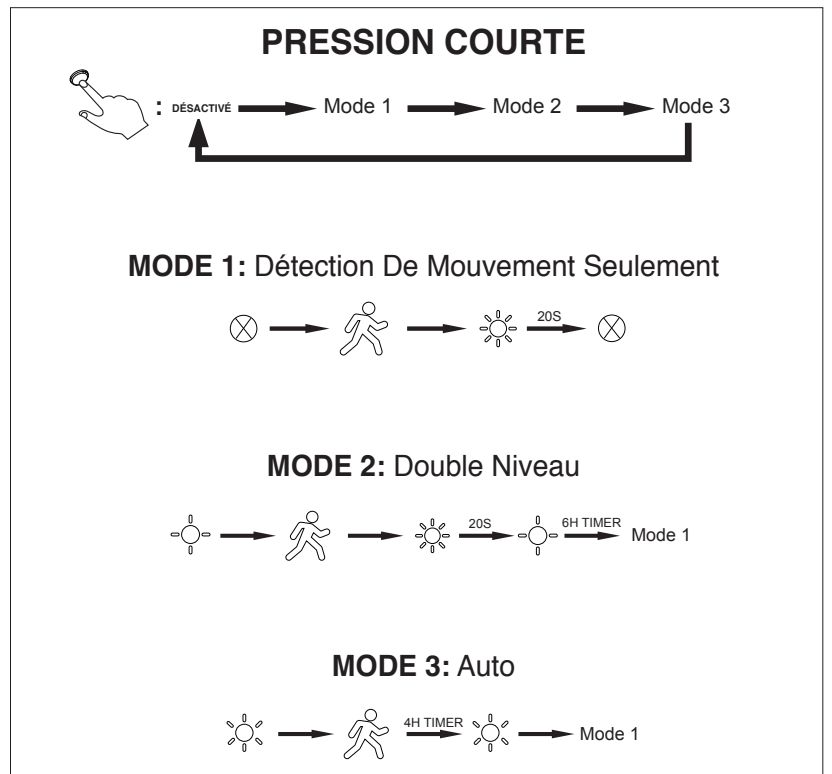 PRESSION COURTE
: DÉSACTIVÉ Mode 1 Mode 2 Mode 3
MODE 1: Détection De Mouvement Seulement
20S
MODE 2: Double Niveau
20S 6H TIMER Mode 1
MODE 3: Auto
4H TIMER Mode 1